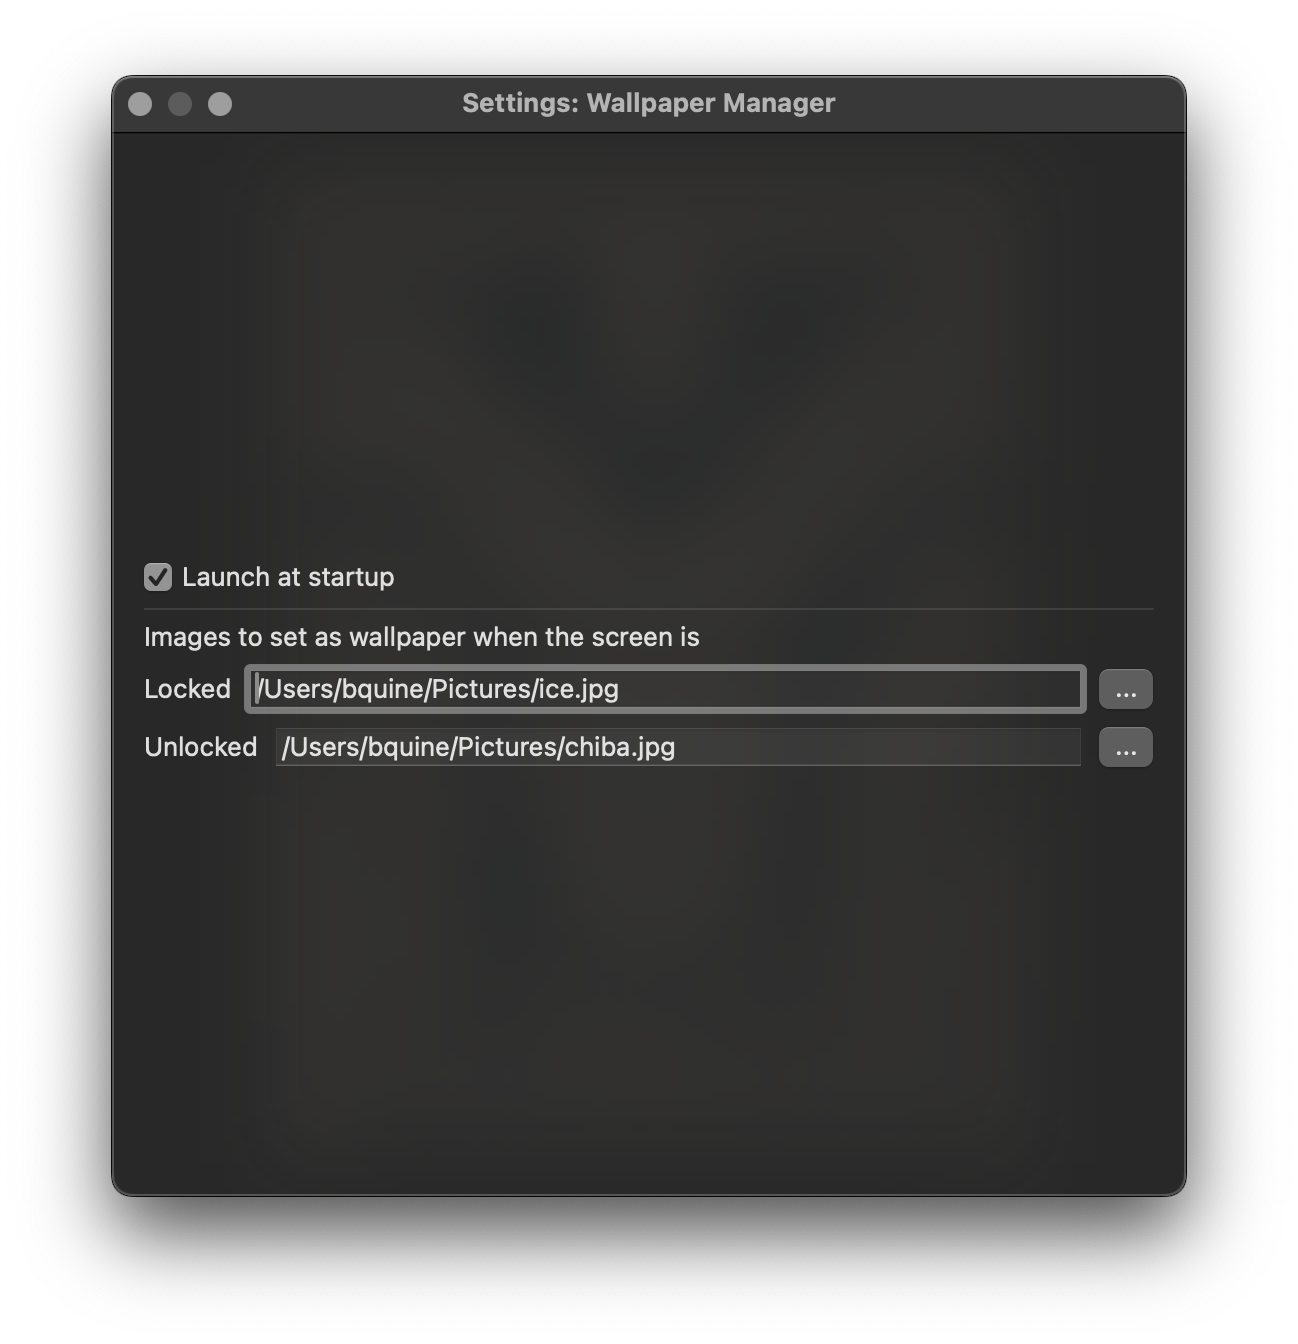 Settings: Wallpaper Manager
Launch at startup
Images to set as wallpaper when the screen is
Locked /Users/bquine/Pictures/ice.jpg ...
Unlocked /Users/bquine/Pictures/chiba.jpg ...